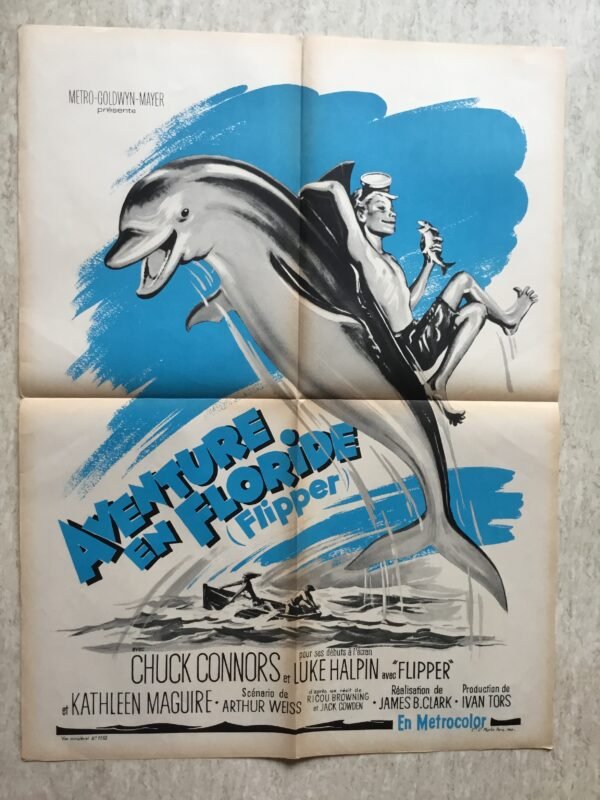 METRO-GOLDWYN-MAYER
présente
AVENTURE
EN FLORIDE
(Flipper)
avec CHUCK CONNORS et pour ses débuts à l'écran LUKE HALPIN avec "FLIPPER"
et KATHLEEN MAGUIRE • Scénario de ARTHUR WEISS d'après un récit de RICOU BROWNING et JACK COWDEN • Réalisation de JAMES B. CLARK • Production de IVAN TORS
En Metrocolor